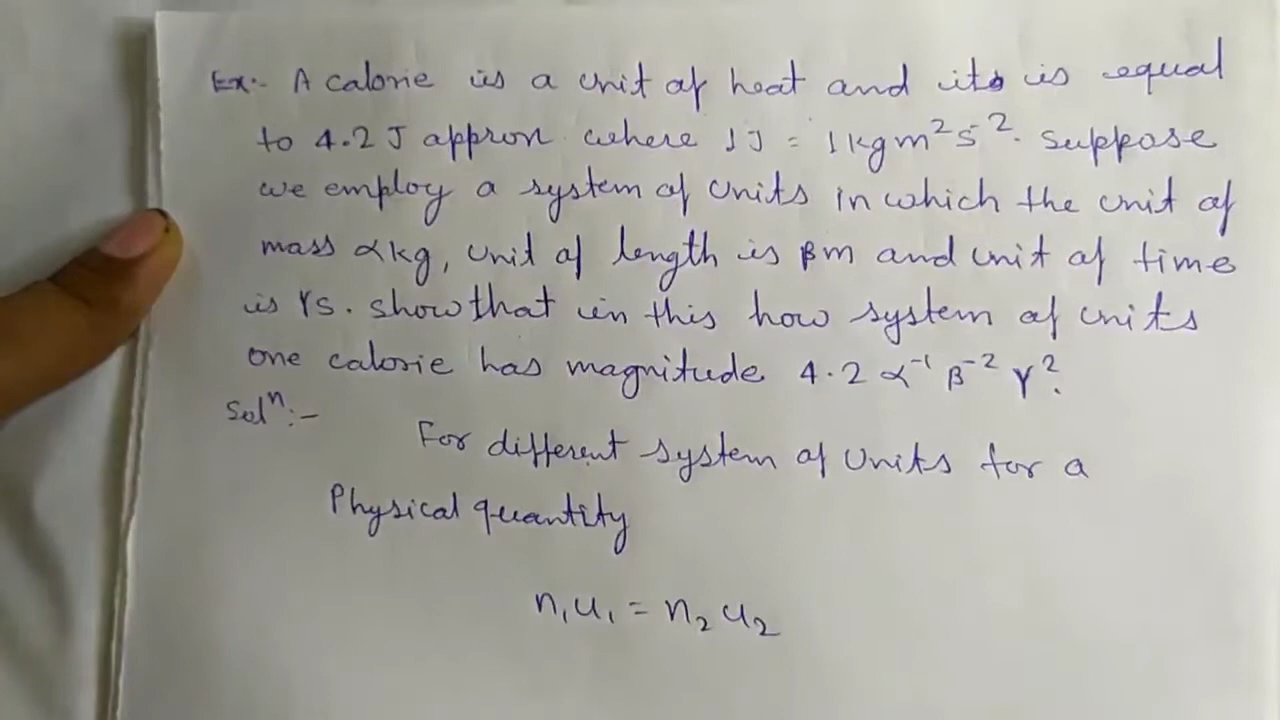 Ex:- A calorie is a unit of heat and its is equal
to 4.2 J approx where 1J = 1kgm²s⁻². Suppose
we employ a system of units in which the unit of
mass αkg, unit of length is βm and unit of time
is γs. show that in this how system of units
one calorie has magnitude 4.2 α⁻¹ β⁻² γ²?
Solⁿ:-
For different system of units for a
Physical quantity
n₁u₁ = n₂u₂